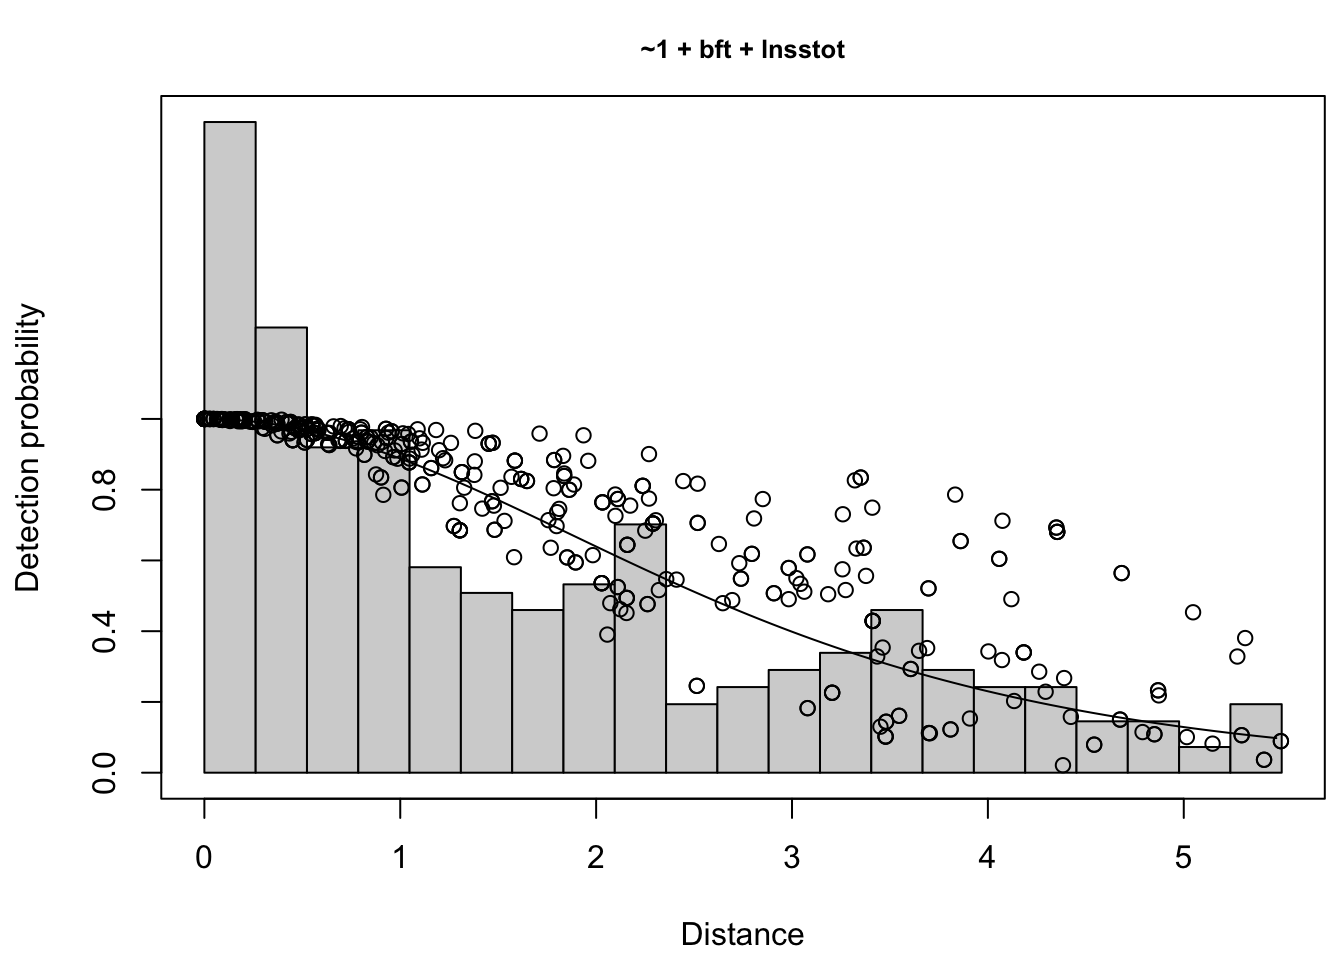 ~1 + bft + lnsstot
Detection probability
0.8
0.4
0.0
0 1 2 3 4 5
Distance